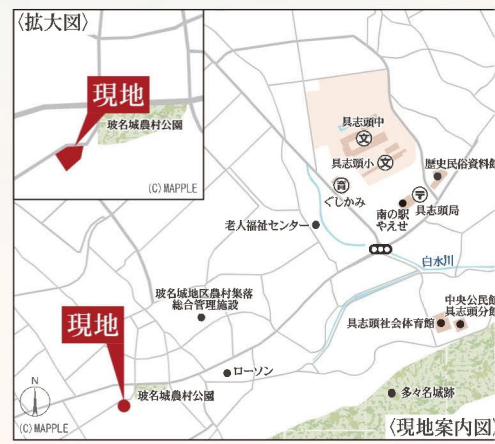 〈拡大図〉
現地
玻名城農村公園
(C) MAPPLE
具志頭中
文
具志頭小
文
歴史民俗資料館
育
ぐしかみ
〒
南の駅
やえせ
具志頭局
老人福祉センター
白水川
玻名城地区農村集落
総合管理施設
中央公民館
具志頭分館
具志頭社会体育館
現地
ローソン
玻名城農村公園
多々名城跡
N
(C) MAPPLE
〈現地案内図〉